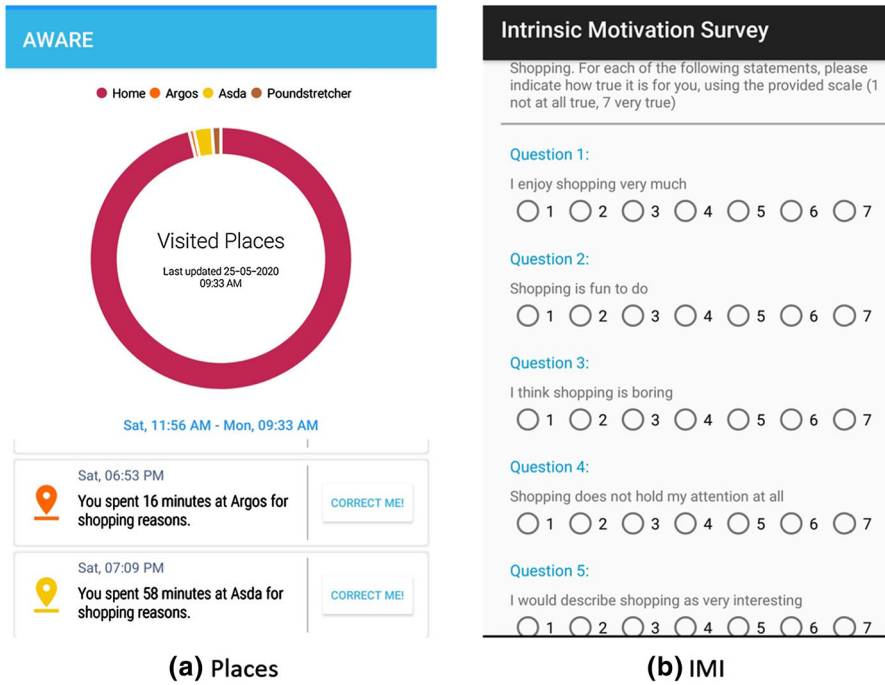 AWARE
Home Argos Asda Poundstretcher
Visited Places
Last updated 25-05-2020
09:33 AM
Sat, 11:56 AM - Mon, 09:33 AM
Sat, 06:53 PM
You spent 16 minutes at Argos for
shopping reasons.
CORRECT ME!
Sat, 07:09 PM
You spent 58 minutes at Asda for
shopping reasons.
CORRECT ME!
(a) Places
Intrinsic Motivation Survey
Shopping. For each of the following statements, please
indicate how true it is for you, using the provided scale (1
not at all true, 7 very true)
Question 1:
I enjoy shopping very much
1 2 3 4 5 6 7
Question 2:
Shopping is fun to do
1 2 3 4 5 6 7
Question 3:
I think shopping is boring
1 2 3 4 5 6 7
Question 4:
Shopping does not hold my attention at all
1 2 3 4 5 6 7
Question 5:
I would describe shopping as very interesting
1 2 3 4 5 6 7
(b) IMI